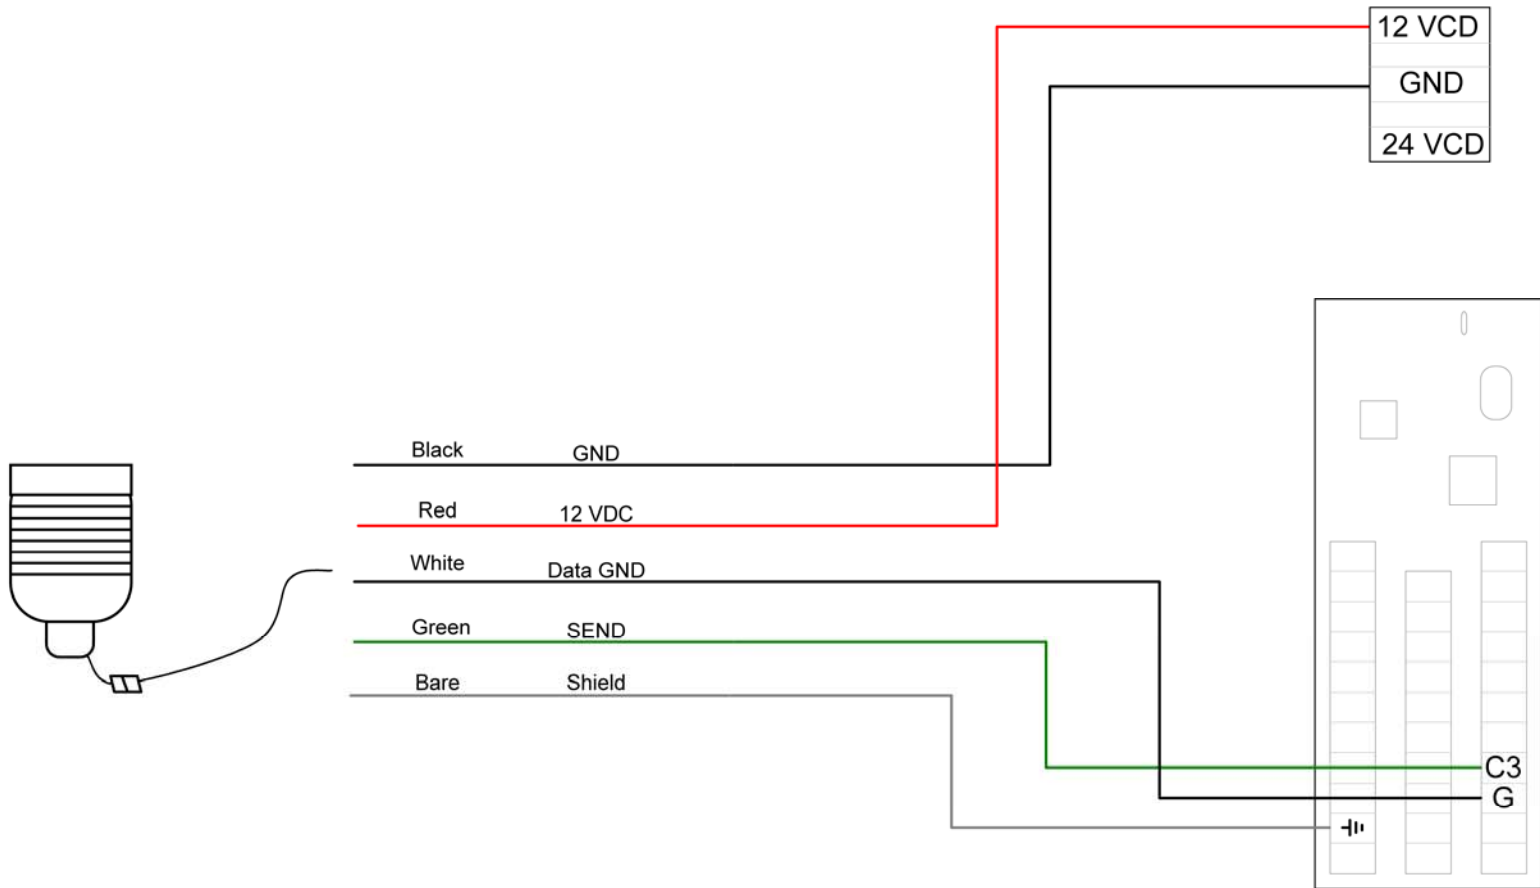 12 VCD
GND
24 VCD
Black GND
Red 12 VDC
White Data GND
Green SEND
Bare Shield
C3
G